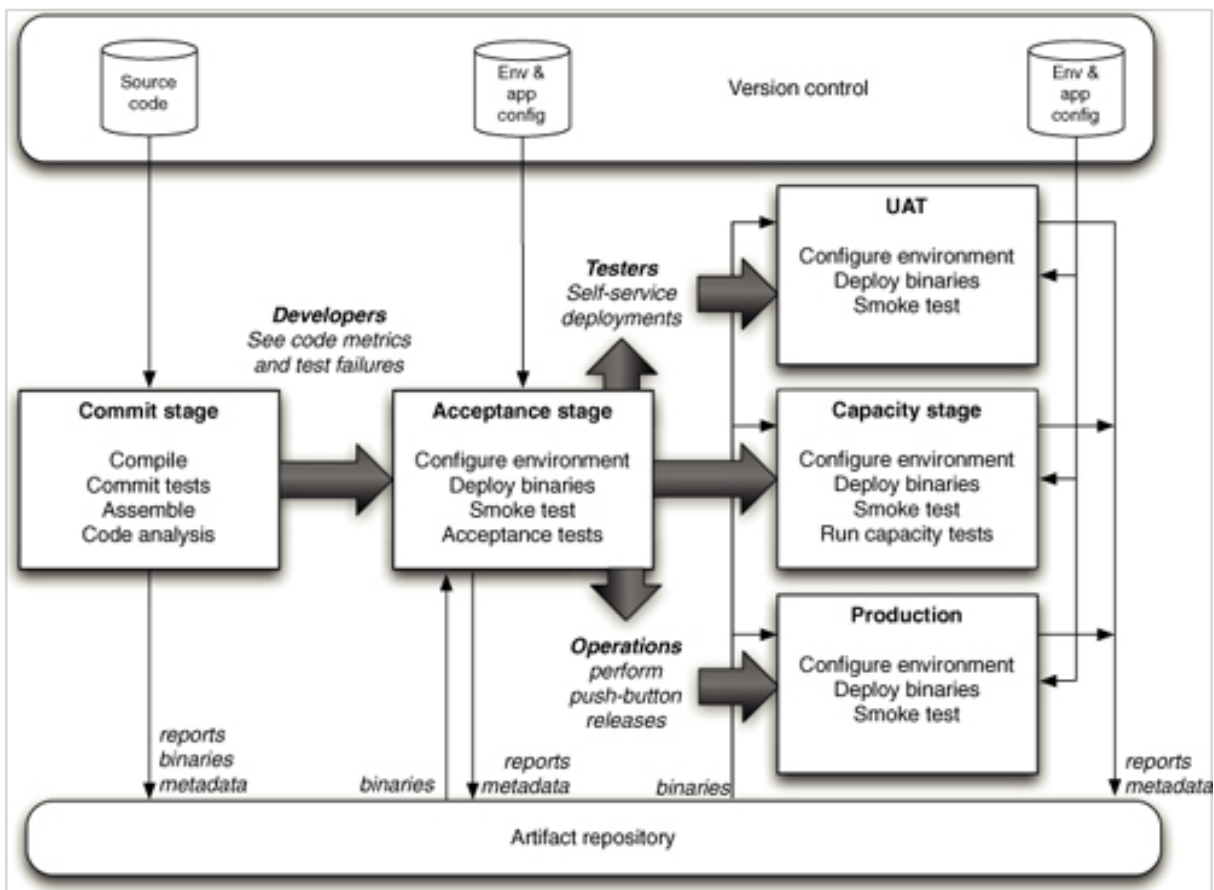 Source
code
Env &
app
config
Version control
Env &
app
config
Developers
See code metrics
and test failures
Testers
Self-service
deployments
UAT
Configure environment
Deploy binaries
Smoke test
Commit stage
Compile
Commit tests
Assemble
Code analysis
Acceptance stage
Configure environment
Deploy binaries
Smoke test
Acceptance tests
Capacity stage
Configure environment
Deploy binaries
Smoke test
Run capacity tests
Operations
perform
push-button
releases
Production
Configure environment
Deploy binaries
Smoke test
reports
binaries
metadata
binaries
reports
metadata
binaries
reports
metadata
Artifact repository